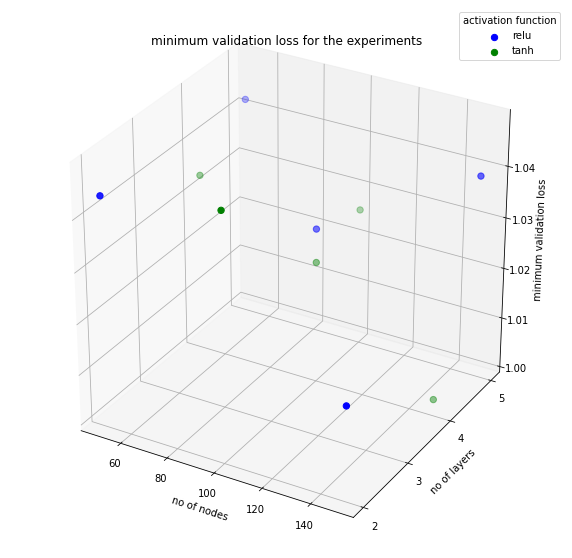 activation function
relu
tanh
minimum validation loss for the experiments
1.04
1.03
1.02
1.01
1.00
minimum validation loss
5
4
3
2
no of layers
60
80
100
120
140
no of nodes